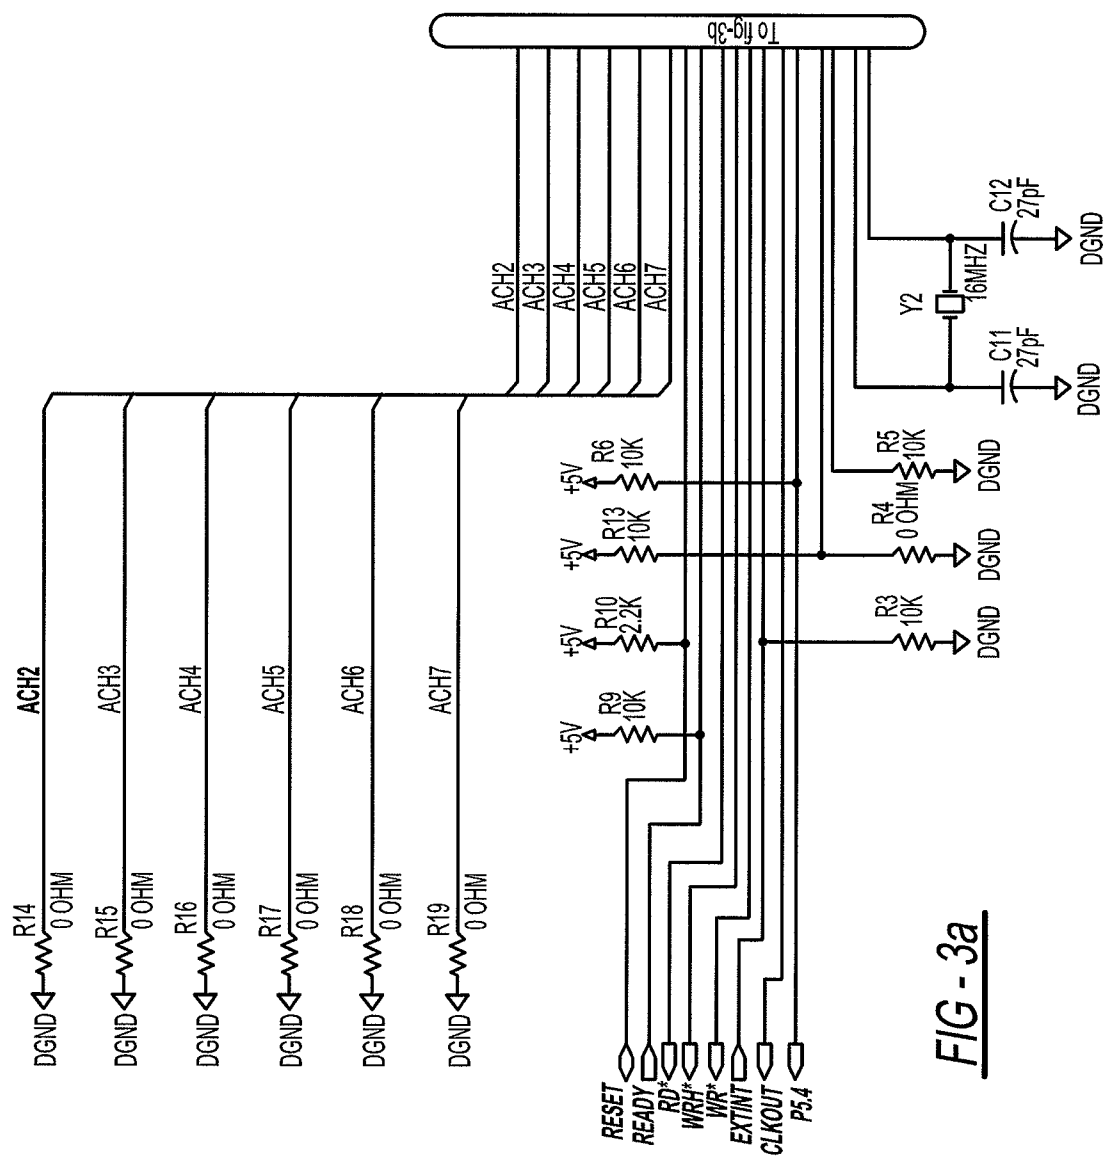 To fig-3b
ACH2
ACH3
ACH4
ACH5
ACH6
ACH7
C12
27pF
DGND
Y2
16MHZ
C11
27pF
DGND
R6
10K
+5V
R13
10K
+5V
R10
2.2K
+5V
R9
10K
+5V
R5
10K
DGND
R4
0 OHM
DGND
R3
10K
DGND
ACH2
ACH3
ACH4
ACH5
ACH6
ACH7
R14
0 OHM
DGND
R15
0 OHM
DGND
R16
0 OHM
DGND
R17
0 OHM
DGND
R18
0 OHM
DGND
R19
0 OHM
DGND
RESET
READY
RD*
WRH*
WR*
EXTINT
CLKOUT
P5.4
FIG - 3a